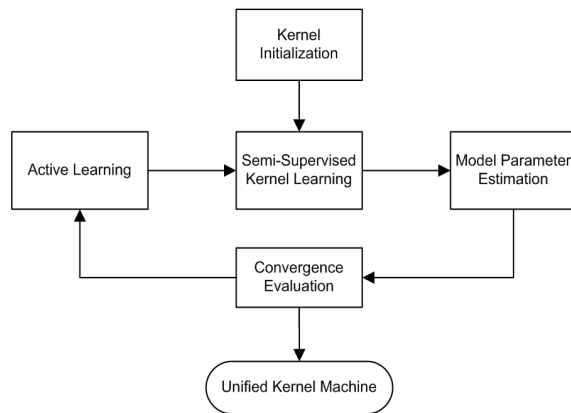 Kernel
Initialization
Active Learning
Semi-Supervised
Kernel Learning
Model Parameter
Estimation
Convergence
Evaluation
Unified Kernel Machine